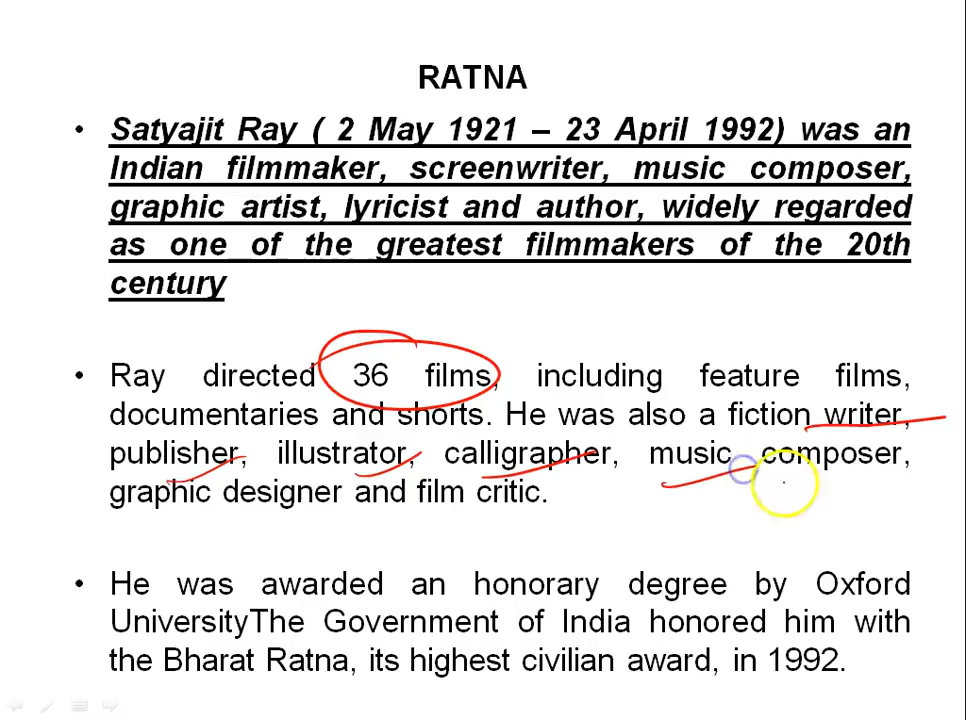 RATNA
• Satyajit Ray ( 2 May 1921 – 23 April 1992) was an
Indian filmmaker, screenwriter, music composer,
graphic artist, lyricist and author, widely regarded
as one of the greatest filmmakers of the 20th
century
• Ray directed 36 films, including feature films,
documentaries and shorts. He was also a fiction writer,
publisher, illustrator, calligrapher, music composer,
graphic designer and film critic.
• He was awarded an honorary degree by Oxford
UniversityThe Government of India honored him with
the Bharat Ratna, its highest civilian award, in 1992.